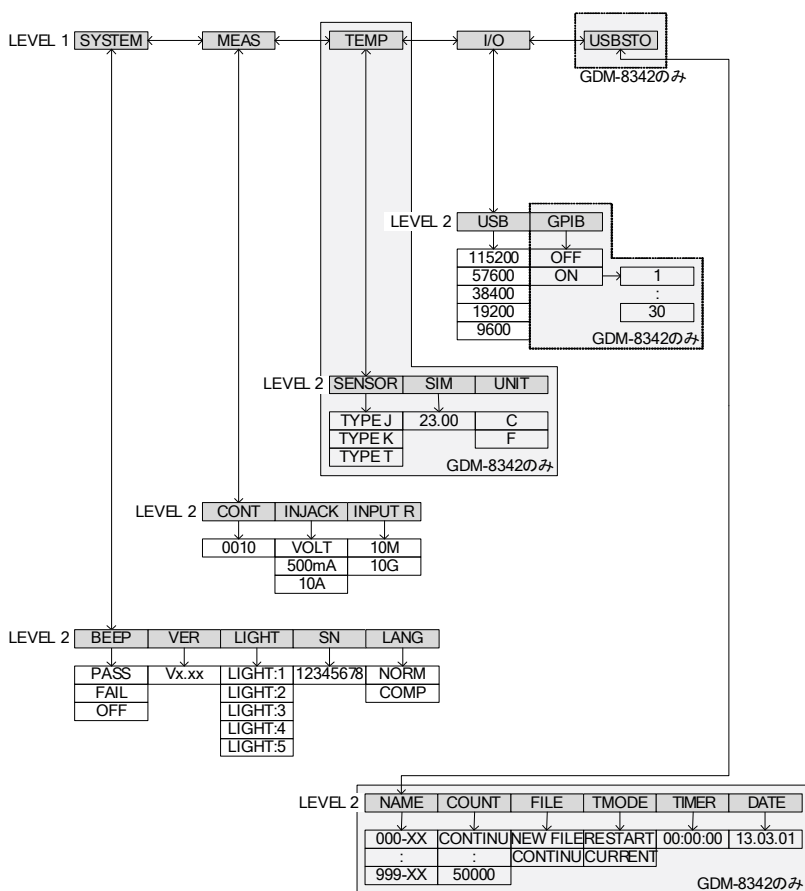 LEVEL 1 SYSTEM MEAS TEMP I/O USBSTO
GDM-8342のみ
LEVEL 2 USB GPIB
115200 OFF
57600 ON 1
38400 :
19200 30
9600
GDM-8342のみ
LEVEL 2 SENSOR SIM UNIT
TYPE J 23.00 C
TYPE K F
TYPE T
GDM-8342のみ
LEVEL 2 CONT INJACK INPUT R
0010 VOLT 10M
500mA 10G
10A
LEVEL 2 BEEP VER LIGHT SN LANG
PASS Vx.xx LIGHT:1 12345678 NORM
FAIL LIGHT:2 COMP
OFF LIGHT:3
LIGHT:4
LIGHT:5
LEVEL 2 NAME COUNT FILE TMODE TIMER DATE
000-XX CONTINU NEW FILE RESTART 00:00:00 13.03.01
: : CONTINU CURRENT
999-XX 50000
GDM-8342のみ